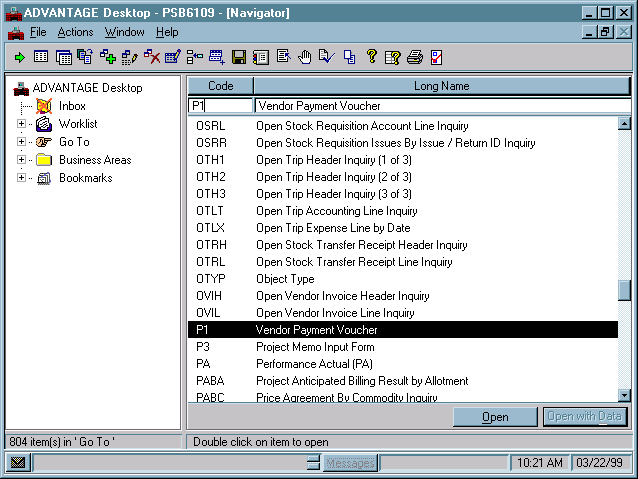 ADVANTAGE Desktop - PSB6109 - [Navigator]
File Actions Window Help
ADVANTAGE Desktop
Inbox
Worklist
Go To
Business Areas
Bookmarks
Code Long Name
P1 Vendor Payment Voucher
OSRL Open Stock Requisition Account Line Inquiry
OSRR Open Stock Requisition Issues By Issue / Return ID Inquiry
OTH1 Open Trip Header Inquiry (1 of 3)
OTH2 Open Trip Header Inquiry (2 of 3)
OTH3 Open Trip Header Inquiry (3 of 3)
OTLT Open Trip Accounting Line Inquiry
OTLX Open Trip Expense Line by Date
OTRH Open Stock Transfer Receipt Header Inquiry
OTRL Open Stock Transfer Receipt Line Inquiry
OTYP Object Type
OVIH Open Vendor Invoice Header Inquiry
OVIL Open Vendor Invoice Line Inquiry
P1 Vendor Payment Voucher
P3 Project Memo Input Form
PA Performance Actual (PA)
PABA Project Anticipated Billing Result by Allotment
PABC Price Agreement By Commodity Inquiry
Open Open with Data
804 item(s) in ' Go To ' Double click on item to open
Messages 10:21 AM 03/22/99